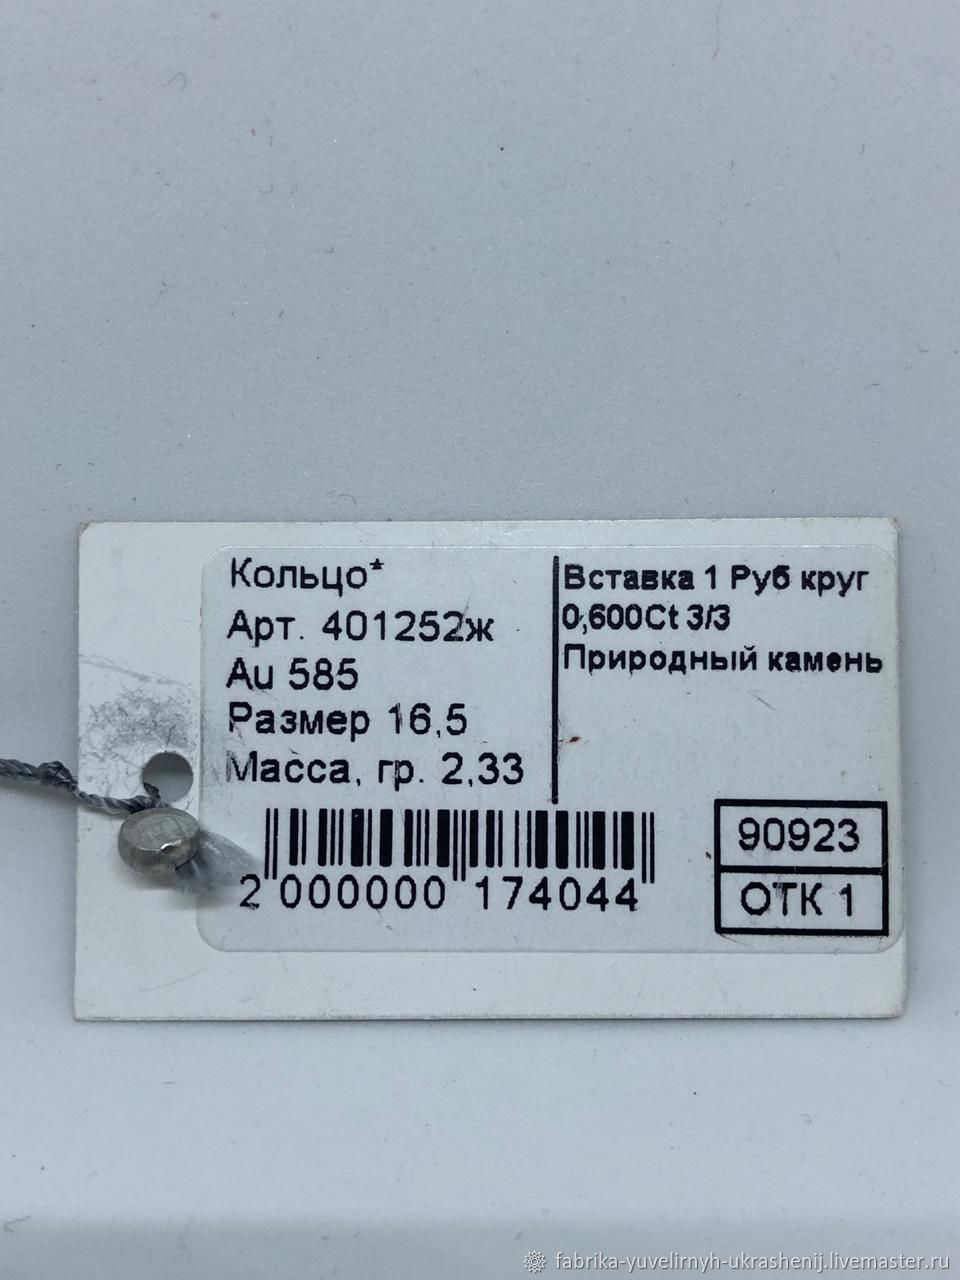 Кольцо*
Арт. 401252ж
Au 585
Размер 16,5
Масса, гр. 2,33
2 000000 174044
Вставка 1 Руб круг
0,600Ct 3/3
Природный камень
90923
ОТК 1
fabrika-yuvelirnyh-ukrashenij.livemaster.ru